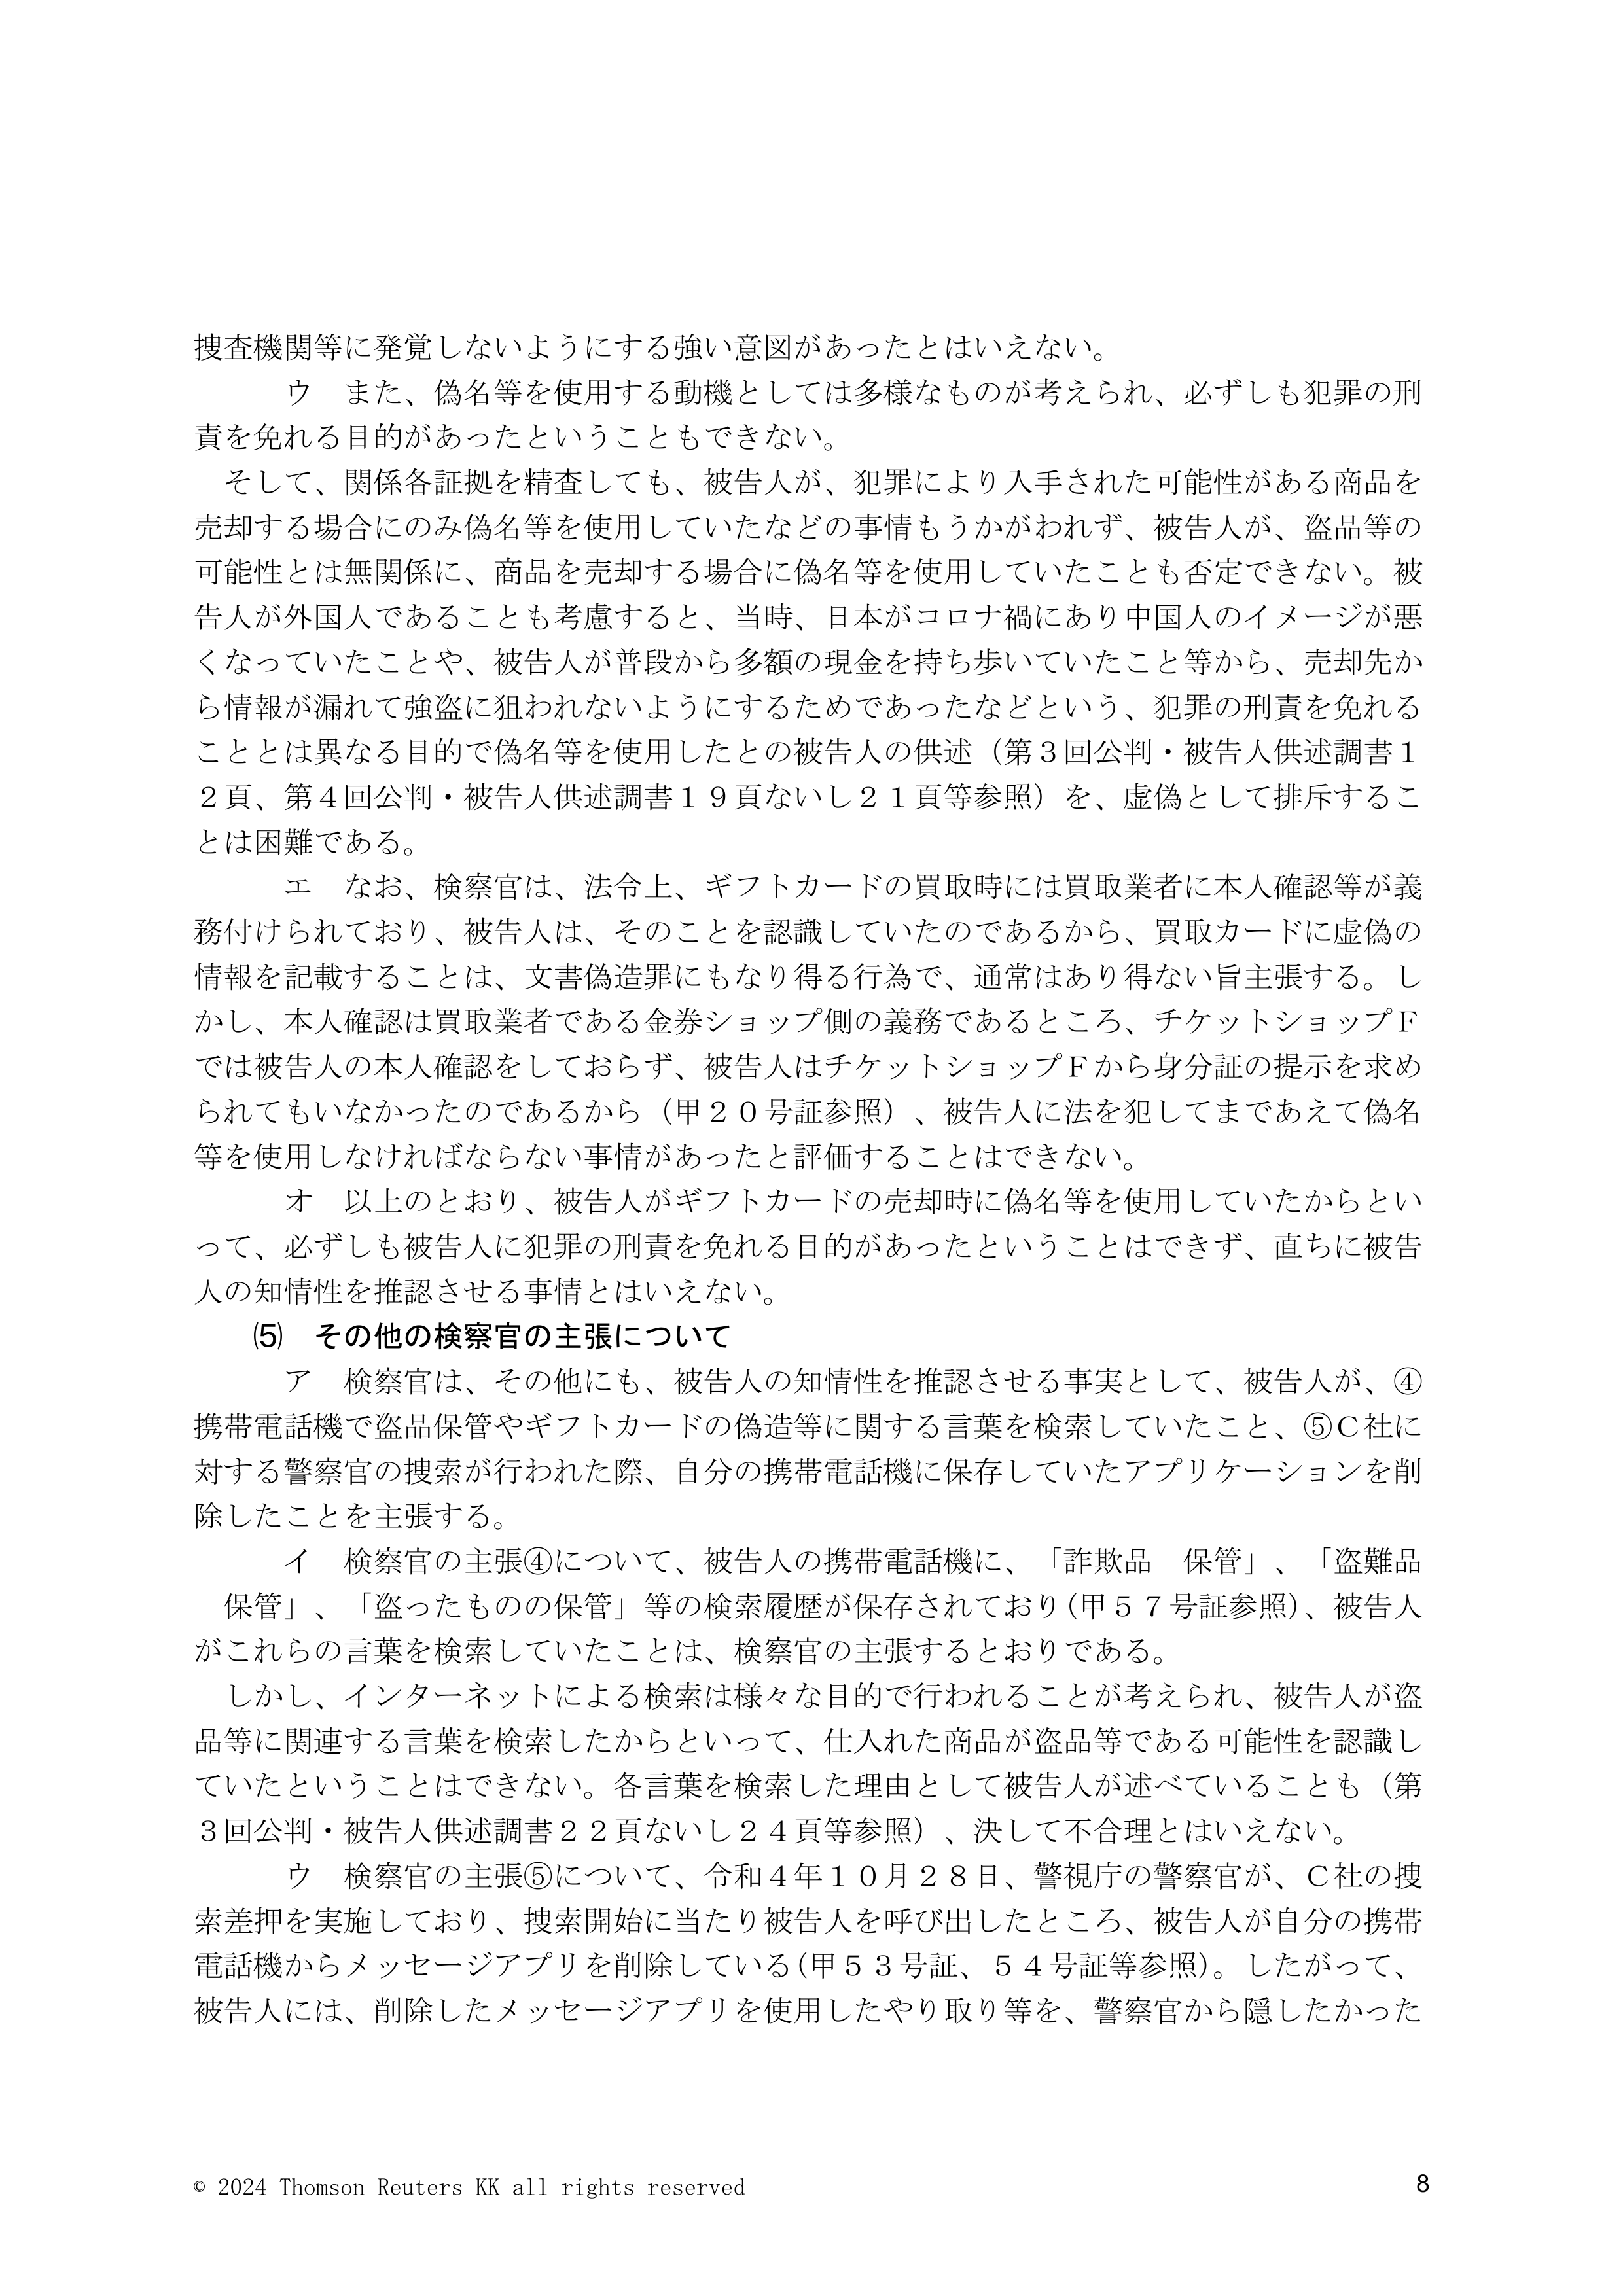 捜査機関等に発覚しないようにする強い意図があったとはいえない。
ウ　また、偽名等を使用する動機としては多様なものが考えられ、必ずしも犯罪の刑
責を免れる目的があったということもできない。
そして、関係各証拠を精査しても、被告人が、犯罪により入手された可能性がある商品を
売却する場合にのみ偽名等を使用していたなどの事情もうかがわれず、被告人が、盗品等の
可能性とは無関係に、商品を売却する場合に偽名等を使用していたことも否定できない。被
告人が外国人であることも考慮すると、当時、日本がコロナ禍にあり中国人のイメージが悪
くなっていたことや、被告人が普段から多額の現金を持ち歩いていたこと等から、売却先か
ら情報が漏れて強盗に狙われないようにするためであったなどという、犯罪の刑責を免れる
こととは異なる目的で偽名等を使用したとの被告人の供述（第３回公判・被告人供述調書１
２頁、第４回公判・被告人供述調書１９頁ないし２１頁等参照）を、虚偽として排斥するこ
とは困難である。
エ　なお、検察官は、法令上、ギフトカードの買取時には買取業者に本人確認等が義
務付けられており、被告人は、そのことを認識していたのであるから、買取カードに虚偽の
情報を記載することは、文書偽造罪にもなり得る行為で、通常はあり得ない旨主張する。し
かし、本人確認は買取業者である金券ショップ側の義務であるところ、チケットショップＦ
では被告人の本人確認をしておらず、被告人はチケットショップＦから身分証の提示を求め
られてもいなかったのであるから（甲２０号証参照）、被告人に法を犯してまであえて偽名
等を使用しなければならない事情があったと評価することはできない。
オ　以上のとおり、被告人がギフトカードの売却時に偽名等を使用していたからとい
って、必ずしも被告人に犯罪の刑責を免れる目的があったということはできず、直ちに被告
人の知情性を推認させる事情とはいえない。
⑸　その他の検察官の主張について
ア　検察官は、その他にも、被告人の知情性を推認させる事実として、被告人が、④
携帯電話機で盗品保管やギフトカードの偽造等に関する言葉を検索していたこと、⑤Ｃ社に
対する警察官の捜索が行われた際、自分の携帯電話機に保存していたアプリケーションを削
除したことを主張する。
イ　検察官の主張④について、被告人の携帯電話機に、「詐欺品　保管」、「盗難品
保管」、「盗ったものの保管」等の検索履歴が保存されており（甲５７号証参照）、被告人
がこれらの言葉を検索していたことは、検察官の主張するとおりである。
しかし、インターネットによる検索は様々な目的で行われることが考えられ、被告人が盗
品等に関連する言葉を検索したからといって、仕入れた商品が盗品等である可能性を認識し
ていたということはできない。各言葉を検索した理由として被告人が述べていることも（第
３回公判・被告人供述調書２２頁ないし２４頁等参照）、決して不合理とはいえない。
ウ　検察官の主張⑤について、令和４年１０月２８日、警視庁の警察官が、Ｃ社の捜
索差押を実施しており、捜索開始に当たり被告人を呼び出したところ、被告人が自分の携帯
電話機からメッセージアプリを削除している（甲５３号証、５４号証等参照）。したがって、
被告人には、削除したメッセージアプリを使用したやり取り等を、警察官から隠したかった
© 2024 Thomson Reuters KK all rights reserved
8